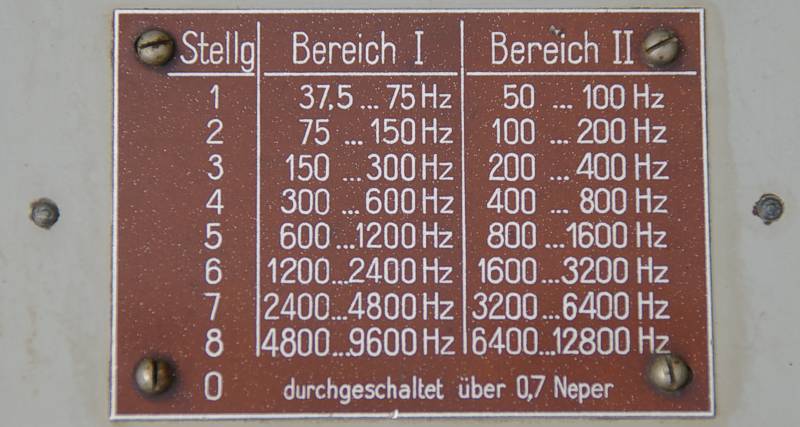 Stellg Bereich I Bereich II
1 37,5 ... 75 Hz 50 ... 100 Hz
2 75 ... 150 Hz 100 ... 200 Hz
3 150 ... 300 Hz 200 ... 400 Hz
4 300 ... 600 Hz 400 ... 800 Hz
5 600 ... 1200 Hz 800 ... 1600 Hz
6 1200 ... 2400 Hz 1600 ... 3200 Hz
7 2400 ... 4800 Hz 3200 ... 6400 Hz
8 4800 ... 9600 Hz 6400 ... 12800 Hz
0 durchgeschaltet über 0,7 Neper